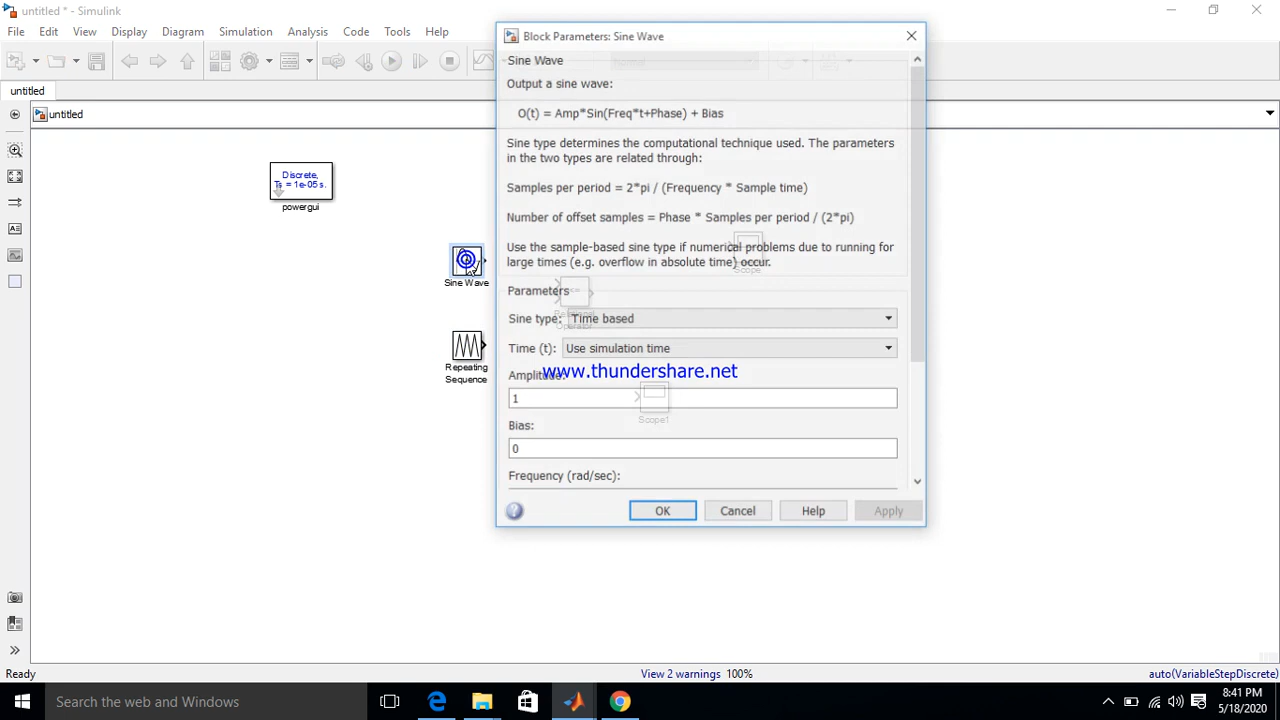 untitled * - Simulink
File Edit View Display Diagram Simulation Analysis Code Tools Help
untitled
untitled
Discrete,
Ts = 1e-05 s.
powergui
Sine Wave
Repeating
Sequence
Block Parameters: Sine Wave
Sine Wave
Output a sine wave:
O(t) = Amp*Sin(Freq*t+Phase) + Bias
Sine type determines the computational technique used. The parameters
in the two types are related through:
Samples per period = 2*pi / (Frequency * Sample time)
Number of offset samples = Phase * Samples per period / (2*pi)
Use the sample-based sine type if numerical problems due to running for
large times (e.g. overflow in absolute time) occur.
Scope
Parameters
Relational
Operator
Sine type: Time based
Time (t): Use simulation time
www.thundershare.net
Amplitude:
1
Scope1
Bias:
0
Frequency (rad/sec):
OK Cancel Help Apply
Ready
View 2 warnings 100%
auto(VariableStepDiscrete)
Search the web and Windows
8:41 PM
5/18/2020